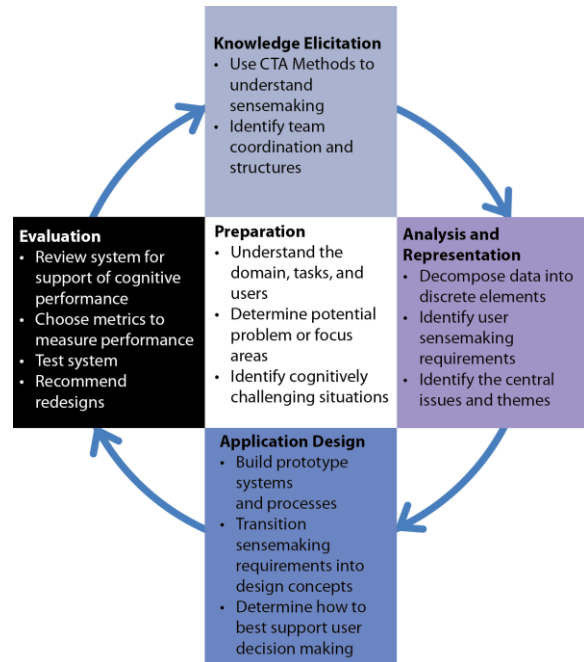 Knowledge Elicitation
• Use CTA Methods to
understand
sensemaking
• Identify team
coordination and
structures
Evaluation
• Review system for
support of cognitive
performance
• Choose metrics to
measure performance
• Test system
• Recommend
redesigns
Preparation
• Understand the
domain, tasks, and
users
• Determine potential
problem or focus
areas
• Identify cognitively
challenging situations
Analysis and
Representation
• Decompose data into
discrete elements
• Identify user
sensemaking
requirements
• Identify the central
issues and themes
Application Design
• Build prototype
systems
and processes
• Transition
sensemaking
requirements into
design concepts
• Determine how to
best support user
decision making